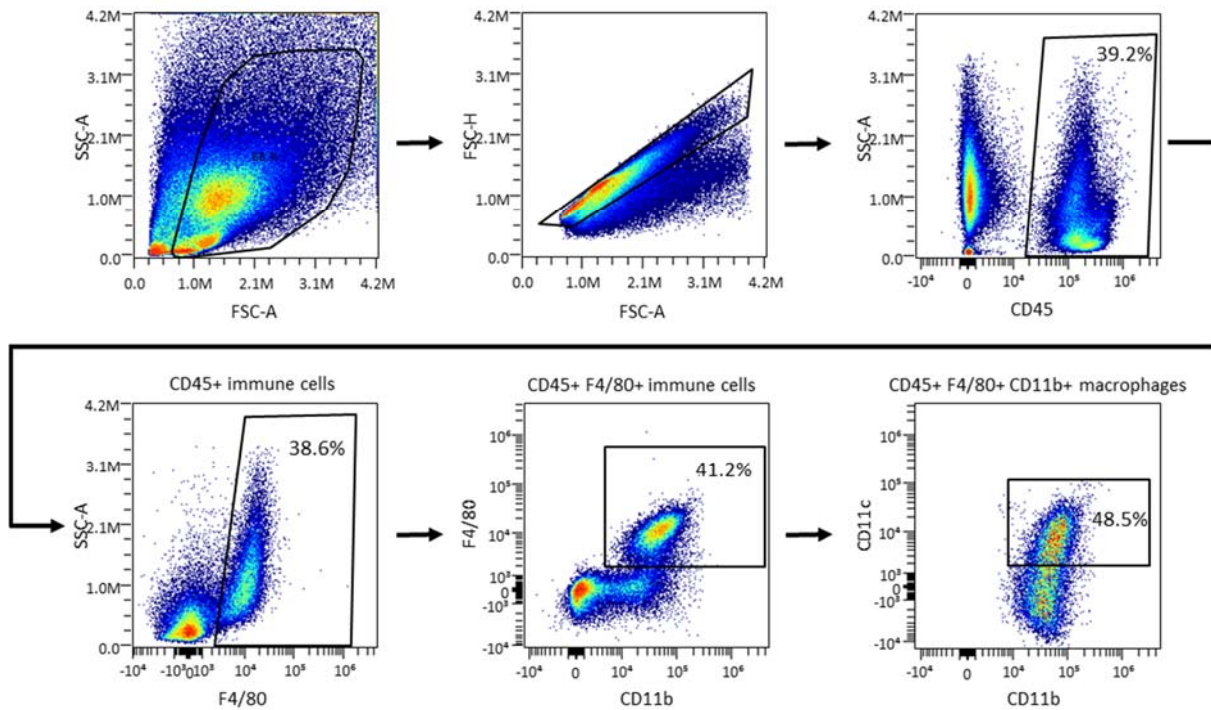 4.2M 4.2M 4.2M
3.1M 3.1M 3.1M 39.2%
SSC-A FSC-H SSC-A
2.1M 2.1M 2.1M
1.0M 1.0M 1.0M
0.0 0.0 0.0
0.0 1.0M 2.1M 3.1M 4.2M 0.0 1.0M 2.1M 3.1M 4.2M -10⁴ 0 10⁴ 10⁵ 10⁶
FSC-A FSC-A CD45
CD45+ immune cells CD45+ F4/80+ immune cells CD45+ F4/80+ CD11b+ macrophages
4.2M
38.6% 10⁶ 10⁶
3.1M 41.2% 10⁵
SSC-A F4/80 CD11c
2.1M 10⁵ 48.5%
10⁴ 10⁴
1.0M 10³ 10³
0 0
-10³ -10³
0.0 -10⁴ -10⁴
-10⁴ -10³ 0 10³ 10⁴ 10⁵ 10⁶ -10⁴ 0 10⁴ 10⁵ 10⁶ -10⁴ 0 10⁴ 10⁵ 10⁶
F4/80 CD11b CD11b